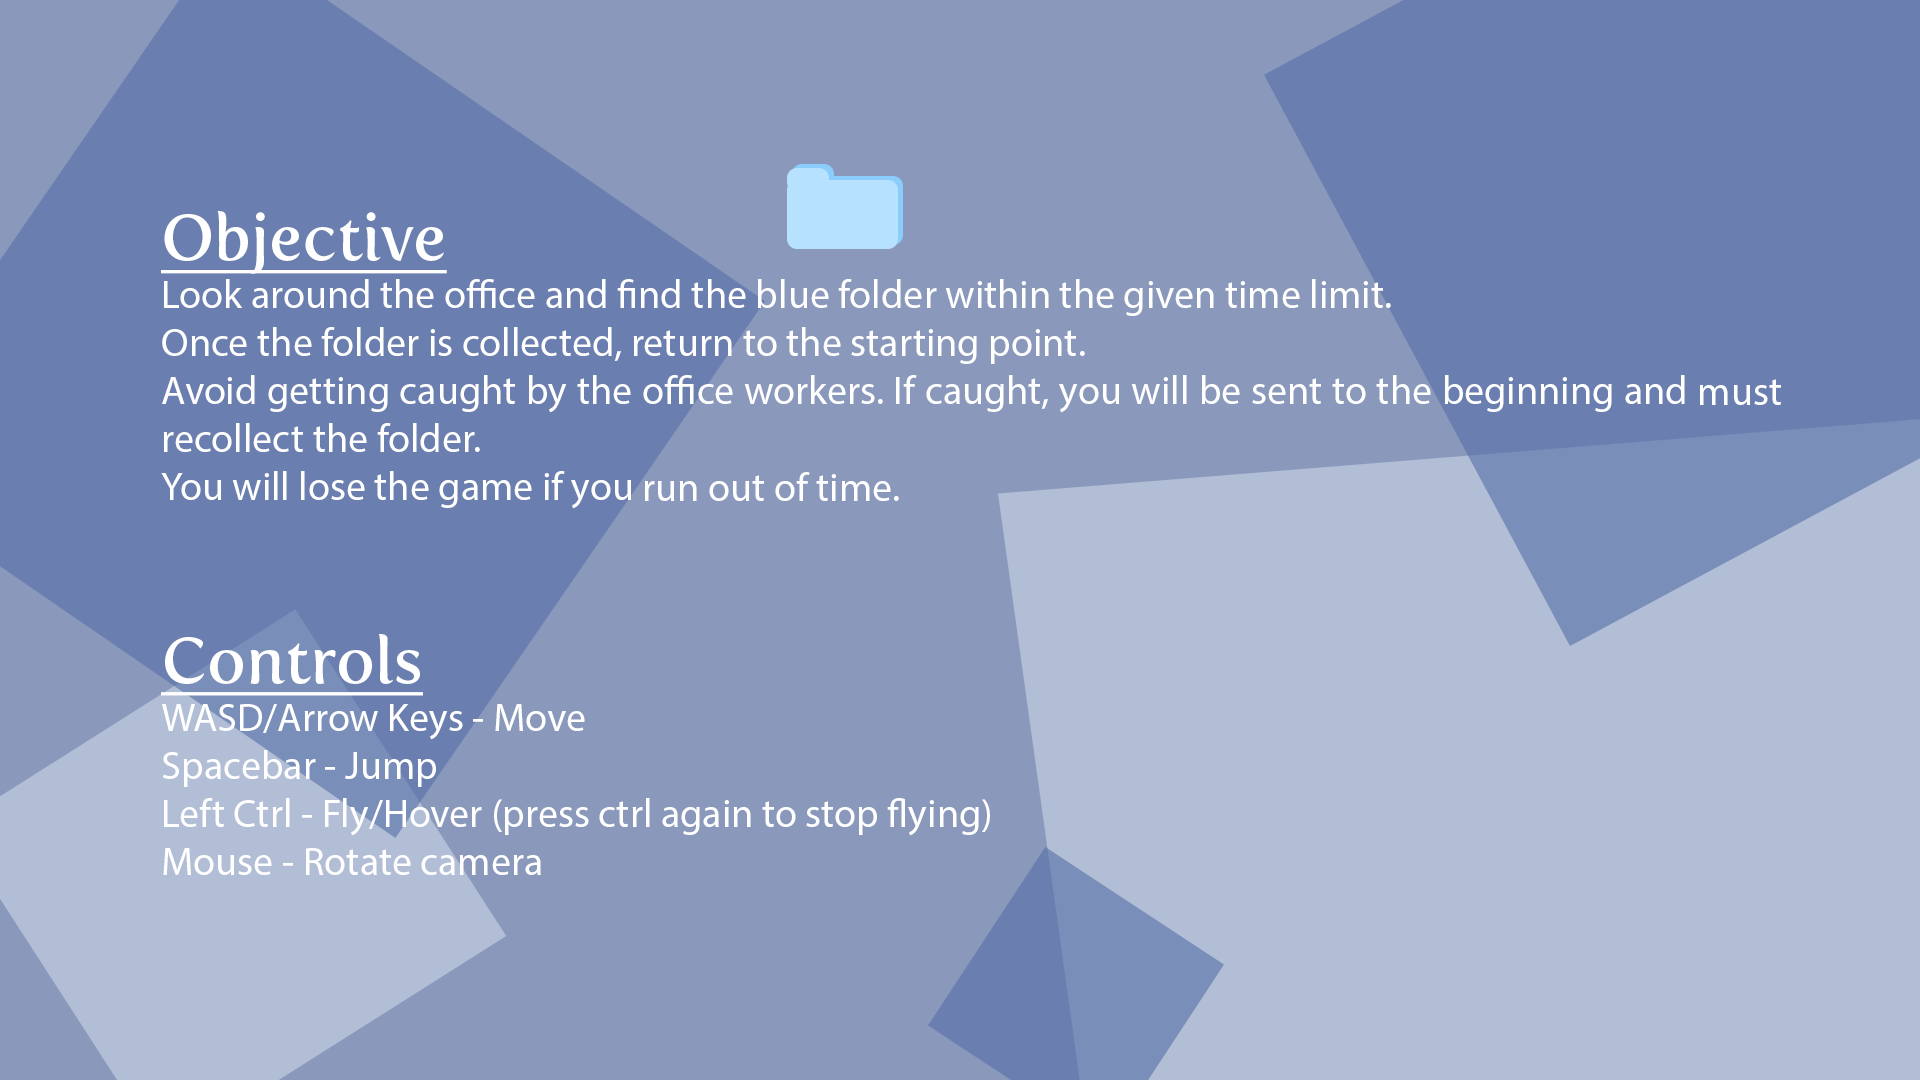 Objective
Look around the office and find the blue folder within the given time limit.
Once the folder is collected, return to the starting point.
Avoid getting caught by the office workers. If caught, you will be sent to the beginning and must
recollect the folder.
You will lose the game if you run out of time.
Controls
WASD/Arrow Keys - Move
Spacebar - Jump
Left Ctrl - Fly/Hover (press ctrl again to stop flying)
Mouse - Rotate camera